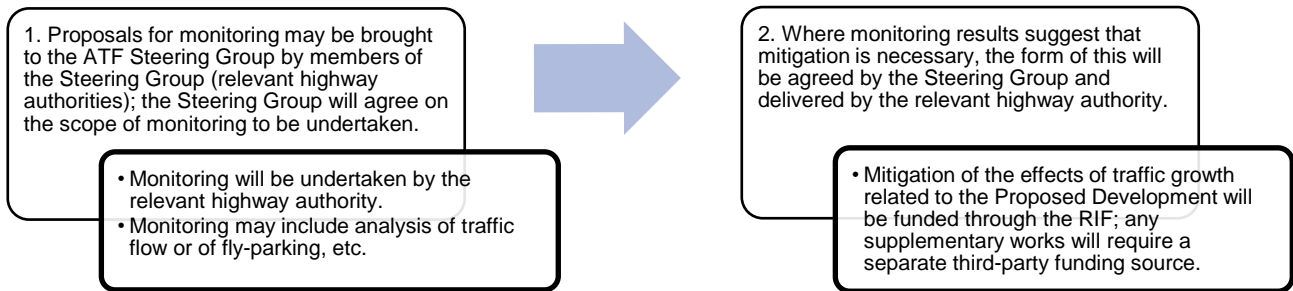 1. Proposals for monitoring may be brought
to the ATF Steering Group by members of
the Steering Group (relevant highway
authorities); the Steering Group will agree on
the scope of monitoring to be undertaken.
• Monitoring will be undertaken by the
relevant highway authority.
• Monitoring may include analysis of traffic
flow or of fly-parking, etc.
2. Where monitoring results suggest that
mitigation is necessary, the form of this will
be agreed by the Steering Group and
delivered by the relevant highway authority.
• Mitigation of the effects of traffic growth
related to the Proposed Development will
be funded through the RIF; any
supplementary works will require a
separate third-party funding source.